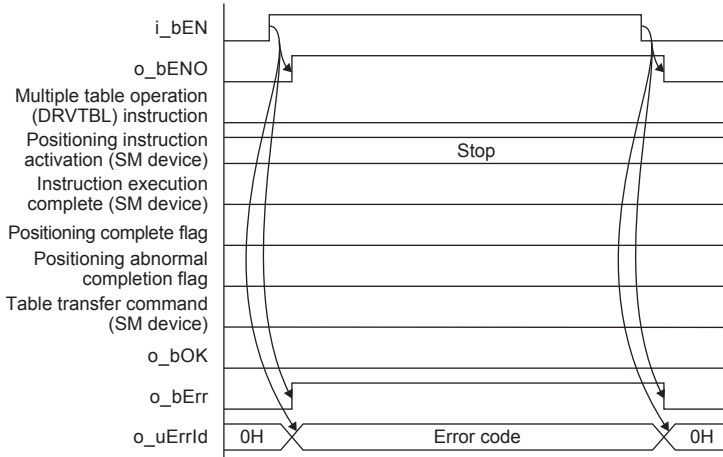 i_bEN
o_bENO
Multiple table operation
(DRVTBL) instruction
Positioning instruction
activation (SM device)
Stop
Instruction execution
complete (SM device)
Positioning complete flag
Positioning abnormal
completion flag
Table transfer command
(SM device)
o_bOK
o_bErr
o_uErrId 0H Error code 0H